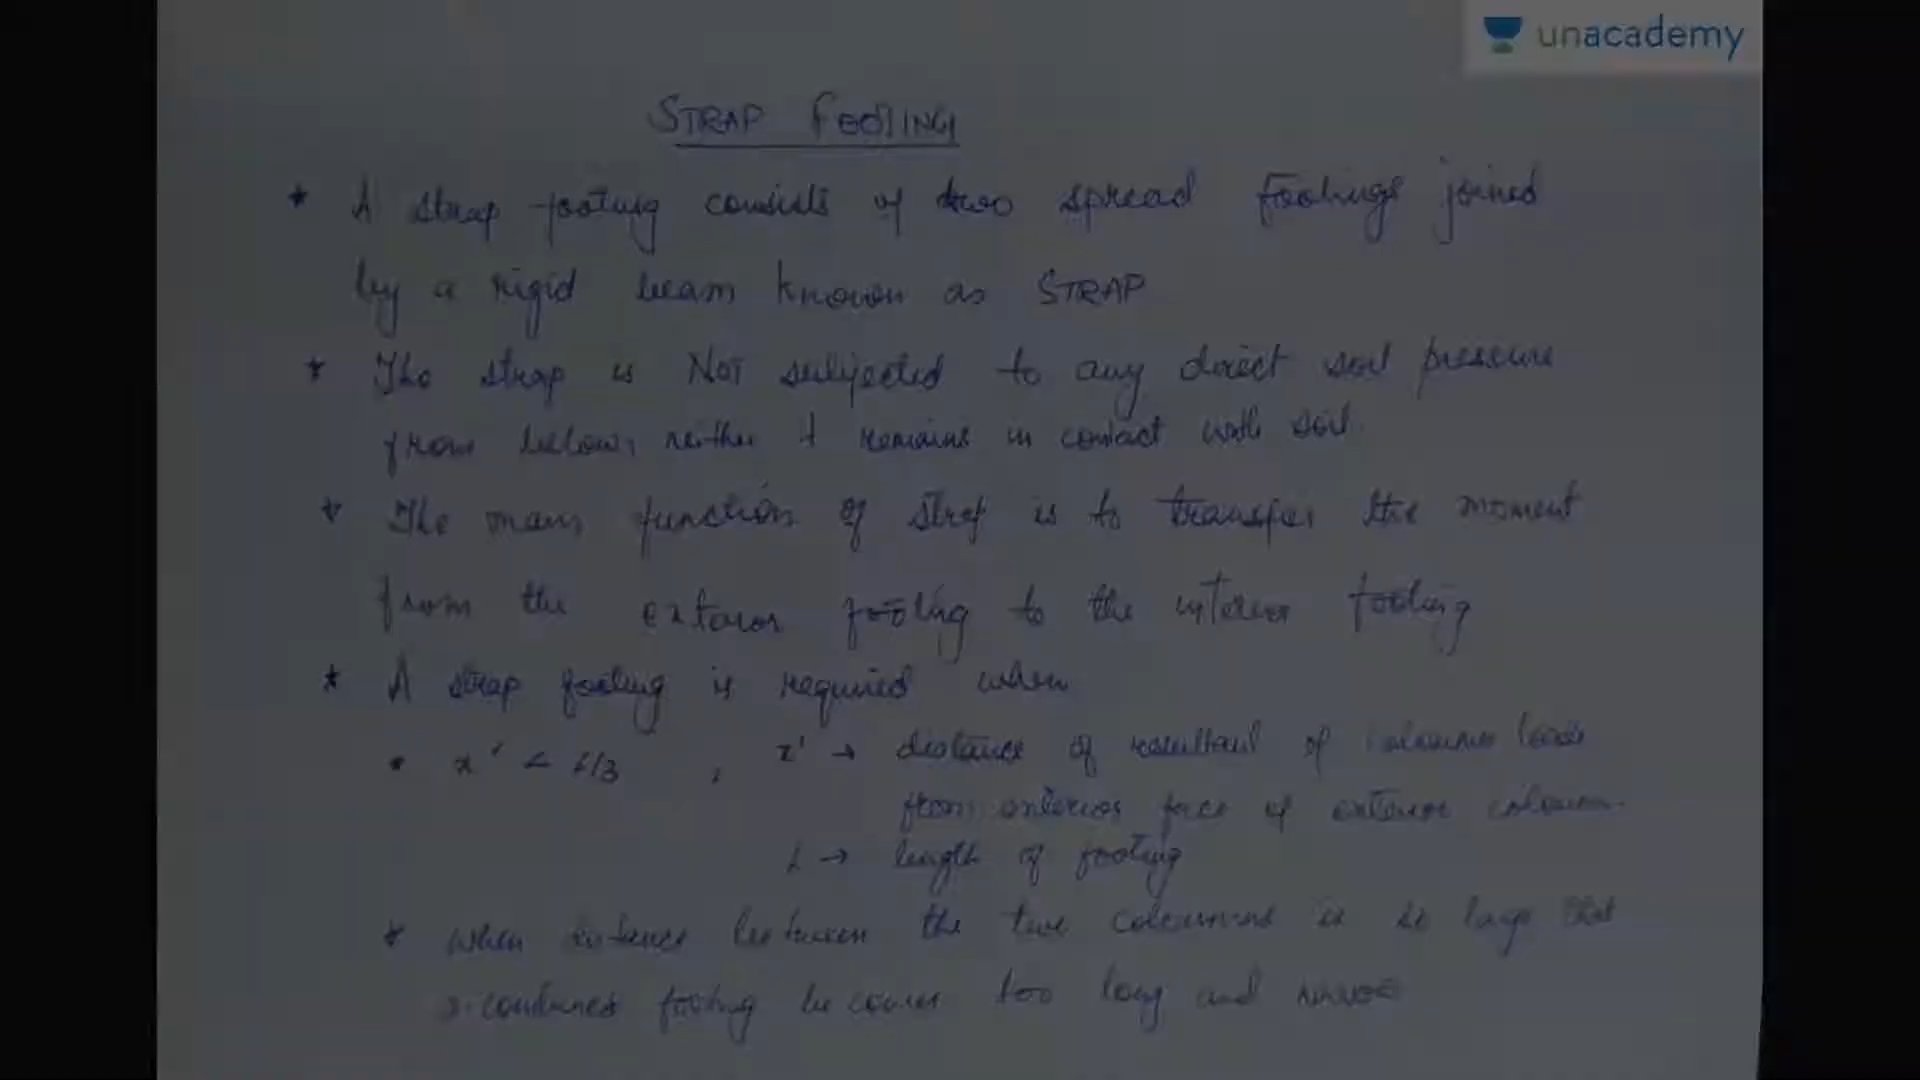 unacademy
STRAP FOOTING
* A strap footing consists of two spread footings joined
by a rigid beam known as STRAP
* The strap is NOT subjected to any direct soil pressure
from below, neither it remains in contact with soil.
* The main function of strap is to transfer the moment
from the exterior footing to the interior footing
* A strap footing is required when
• x' < L/3 , x' → distance of resultant of column loads
from exterior face of exterior column.
L → length of footing
* when distance between the two columns is so large that
a combined footing becomes too long and narrow